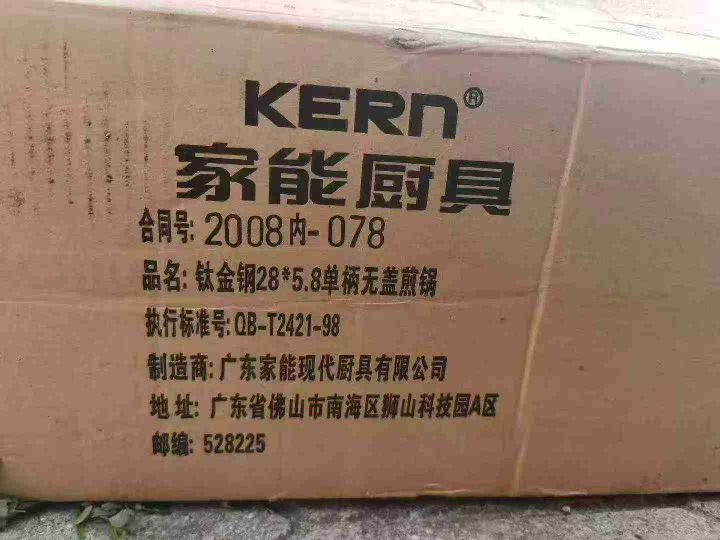 KERN®
家能厨具
合同号: 2008内-078
品名: 钛金钢28*5.8单柄无盖煎锅
执行标准号: QB-T2421-98
制造商: 广东家能现代厨具有限公司
地 址: 广东省佛山市南海区狮山科技园A区
邮编: 528225